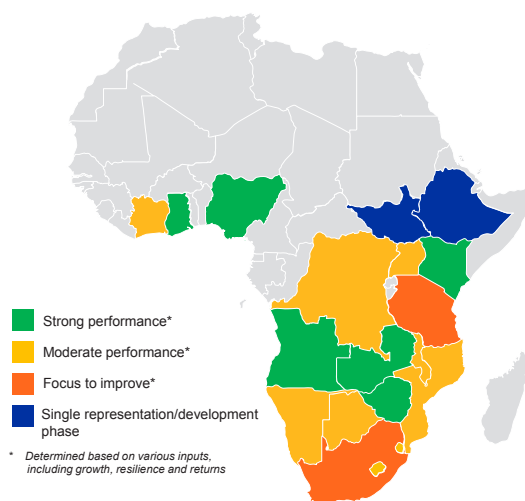 Strong performance*
Moderate performance*
Focus to improve*
Single representation/development
phase
* Determined based on various inputs,
including growth, resilience and returns